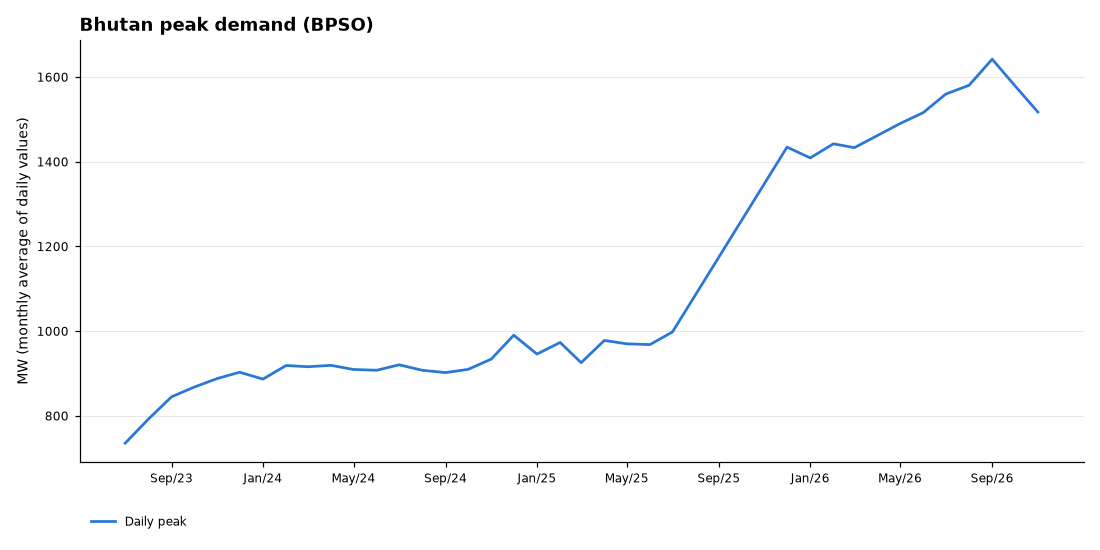 Bhutan peak demand (BPSO)
MW (monthly average of daily values)
1600
1400
1200
1000
800
Sep/23 Jan/24 May/24 Sep/24 Jan/25 May/25 Sep/25 Jan/26 May/26 Sep/26
Daily peak